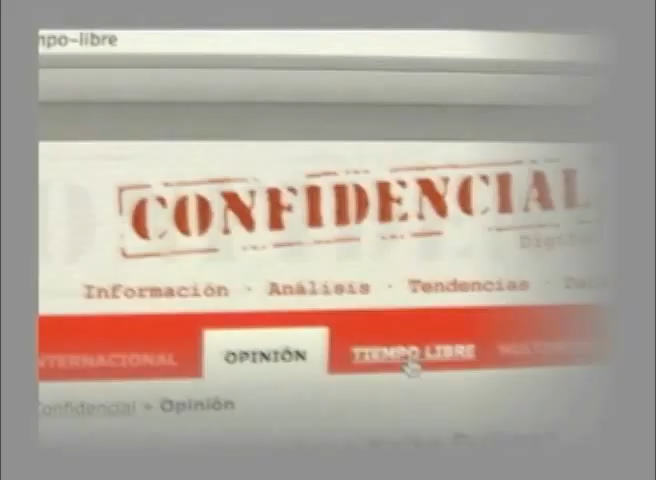 mpo-libre
CONFIDENCIAL
Información · Análisis · Tendencias ·
INTERNACIONAL OPINIÓN TIEMPO LIBRE
Confidencial » Opinión